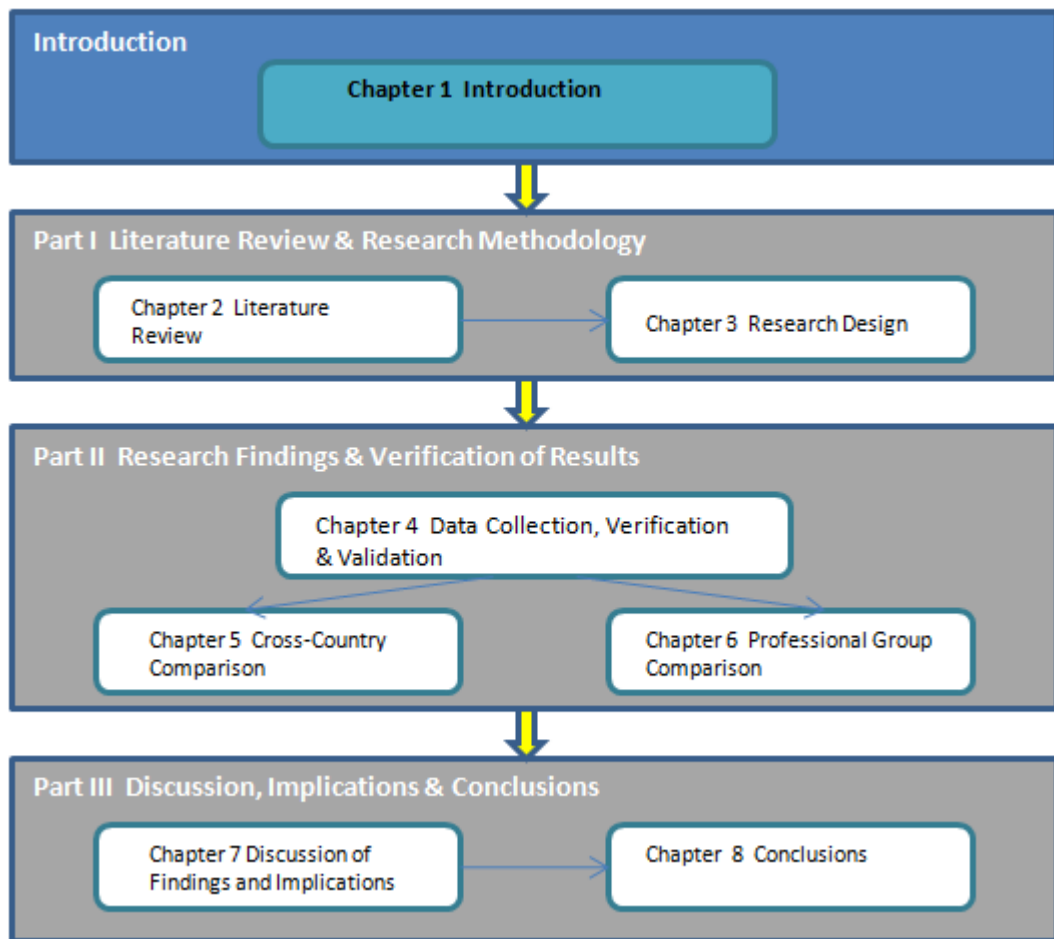 Introduction
Chapter 1 Introduction
Part I Literature Review & Research Methodology
Chapter 2 Literature
Review
Chapter 3 Research Design
Part II Research Findings & Verification of Results
Chapter 4 Data Collection, Verification
& Validation
Chapter 5 Cross-Country
Comparison
Chapter 6 Professional Group
Comparison
Part III Discussion, Implications & Conclusions
Chapter 7 Discussion of
Findings and Implications
Chapter 8 Conclusions